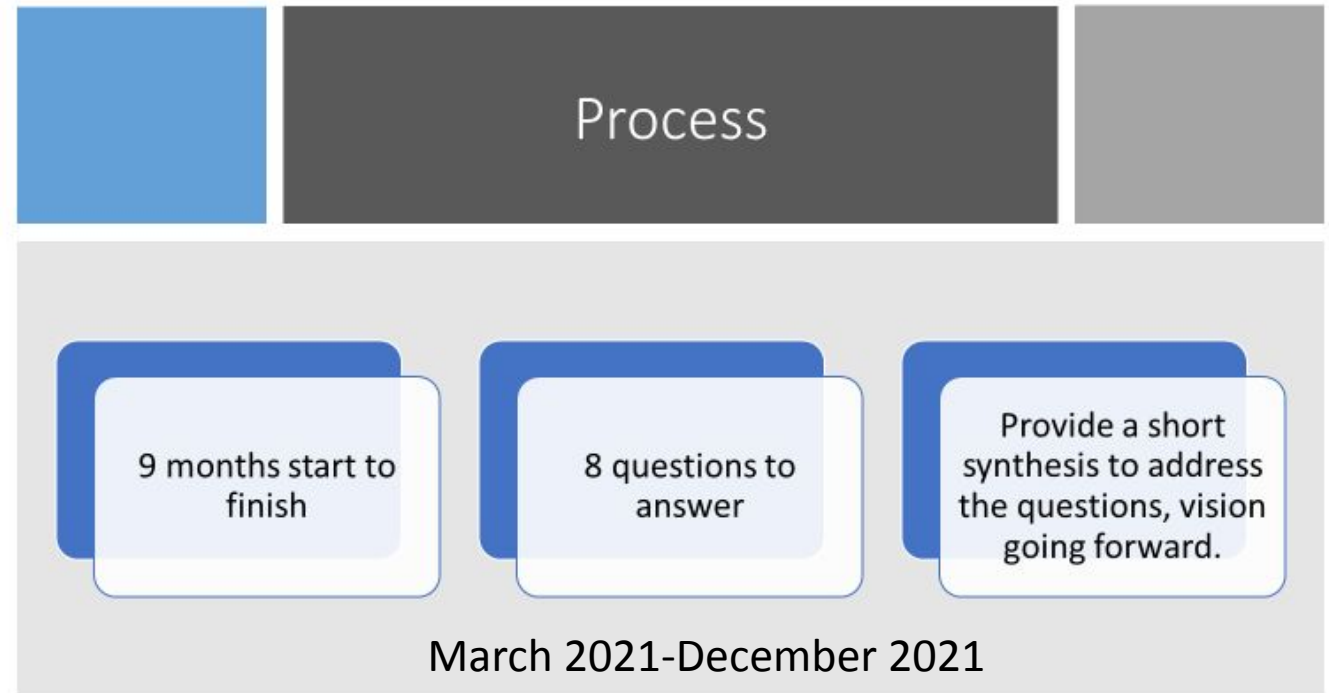 Process
9 months start to
finish
8 questions to
answer
Provide a short
synthesis to address
the questions, vision
going forward.
March 2021-December 2021